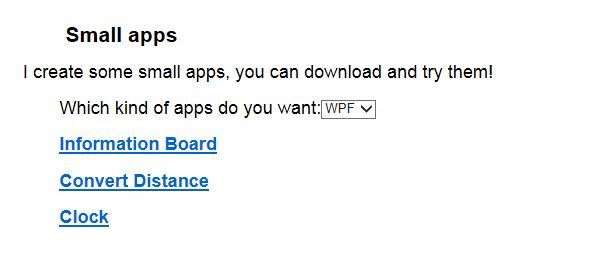 Small apps
I create some small apps, you can download and try them!
Which kind of apps do you want: WPF
Information Board
Convert Distance
Clock